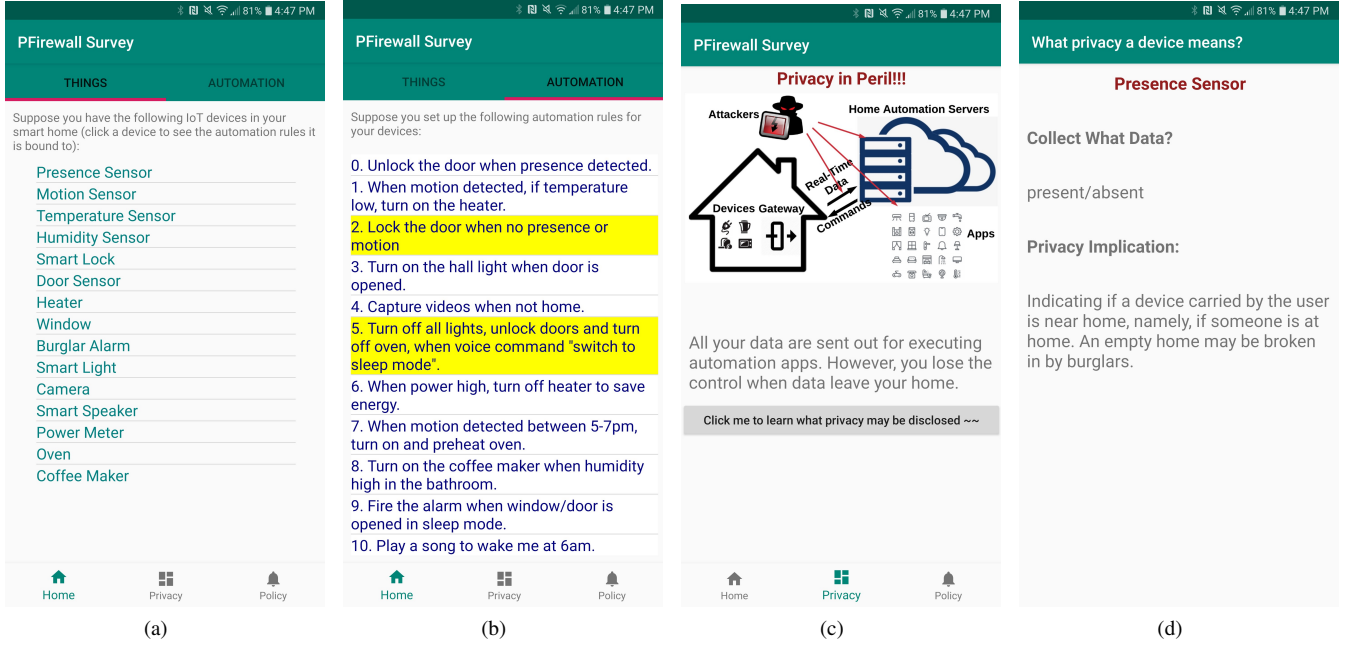 81% 4:47 PM
PFirewall Survey
THINGS AUTOMATION
Suppose you have the following IoT devices in your
smart home (click a device to see the automation rules it
is bound to):
Presence Sensor
Motion Sensor
Temperature Sensor
Humidity Sensor
Smart Lock
Door Sensor
Heater
Window
Burglar Alarm
Smart Light
Camera
Smart Speaker
Power Meter
Oven
Coffee Maker
Home Privacy Policy
(a)
81% 4:47 PM
PFirewall Survey
THINGS AUTOMATION
Suppose you set up the following automation rules for
your devices:
0. Unlock the door when presence detected.
1. When motion detected, if temperature
low, turn on the heater.
2. Lock the door when no presence or
motion
3. Turn on the hall light when door is
opened.
4. Capture videos when not home.
5. Turn off all lights, unlock doors and turn
off oven, when voice command "switch to
sleep mode".
6. When power high, turn off heater to save
energy.
7. When motion detected between 5-7pm,
turn on and preheat oven.
8. Turn on the coffee maker when humidity
high in the bathroom.
9. Fire the alarm when window/door is
opened in sleep mode.
10. Play a song to wake me at 6am.
Home Privacy Policy
(b)
81% 4:47 PM
PFirewall Survey
Privacy in Peril!!!
Attackers
Home Automation Servers
Real-Time
Data
Commands
Devices Gateway
Apps
All your data are sent out for executing
automation apps. However, you lose the
control when data leave your home.
Click me to learn what privacy may be disclosed ~~
Home Privacy Policy
(c)
81% 4:47 PM
What privacy a device means?
Presence Sensor
Collect What Data?
present/absent
Privacy Implication:
Indicating if a device carried by the user
is near home, namely, if someone is at
home. An empty home may be broken
in by burglars.
(d)